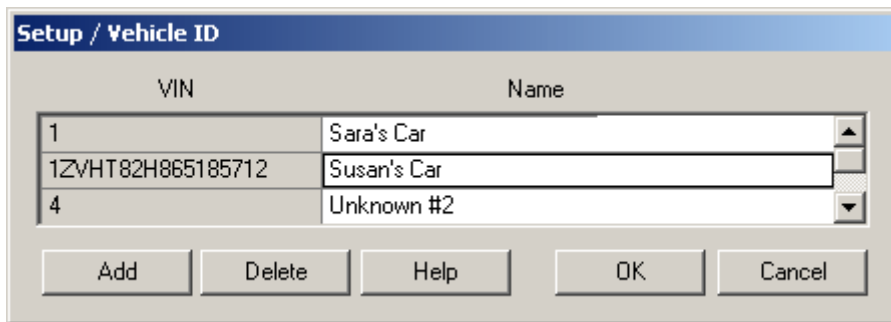 Setup / Vehicle ID
VIN Name
1 Sara's Car
1ZVHT82H865185712 Susan's Car
4 Unknown #2
Add Delete Help OK Cancel